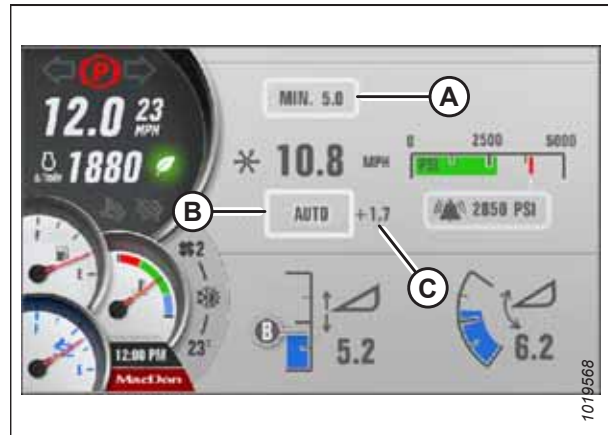 P
12.0 23 MPH
1880
12:00 PM
MacDon
2
23°
MIN. 5.0
A
10.8 MPH
0 2500 5000
PSI
B
AUTO +1.7
2850 PSI
C
B
5.2
6.2
F
E
F
E
1019568